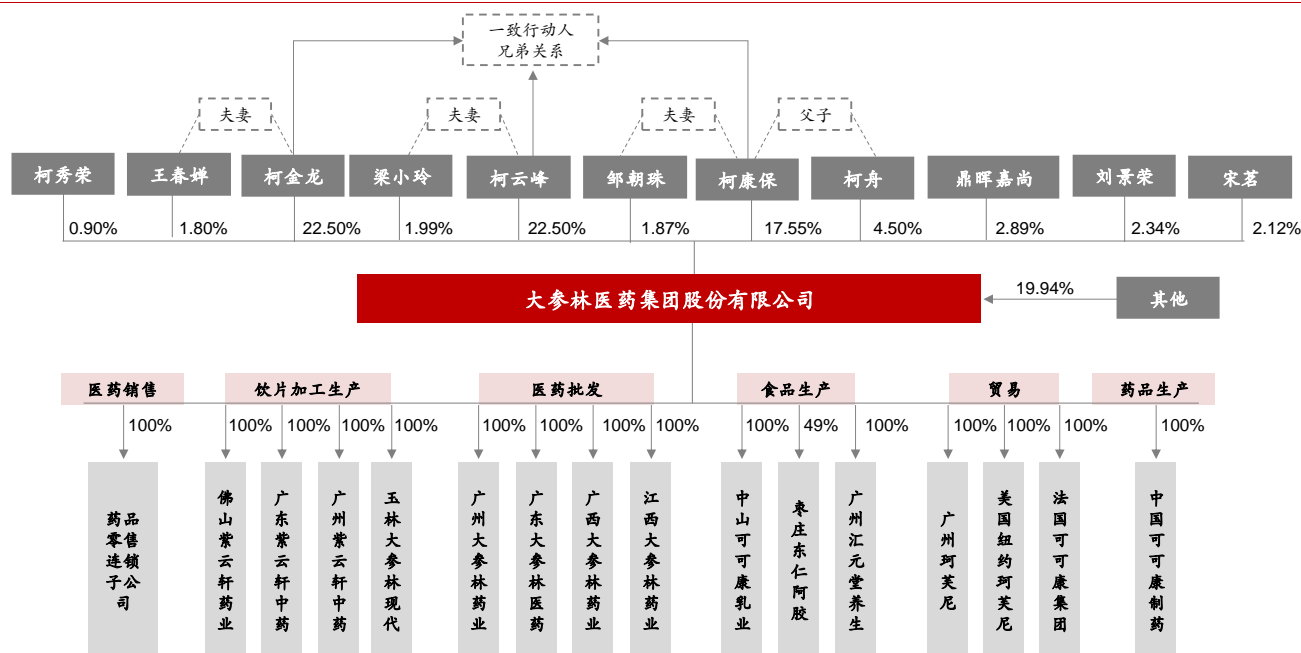 一致行动人
兄弟关系
夫妻
夫妻
夫妻
父子
柯秀荣
王春婵
柯金龙
梁小玲
柯云峰
邹朝珠
柯康保
柯舟
鼎晖嘉尚
刘景荣
宋茗
0.90%
1.80%
22.50%
1.99%
22.50%
1.87%
17.55%
4.50%
2.89%
2.34%
2.12%
大参林医药集团股份有限公司
19.94%
其他
医药销售
饮片加工生产
医药批发
食品生产
贸易
药品生产
100%
100%
100%
100%
100%
100%
100%
100%
100%
100%
49%
100%
100%
100%
100%
100%
药品零售连锁子公司
佛山紫云轩药业
广东紫云轩中药
广州紫云轩中药
玉林大参林现代
广州大参林药业
广东大参林医药
广西大参林药业
江西大参林药业
中山可可康乳业
枣庄东仁阿胶
广州汇元堂养生
广州珂芙尼
美国纽约珂芙尼
法国可可康集团
中国可可康制药